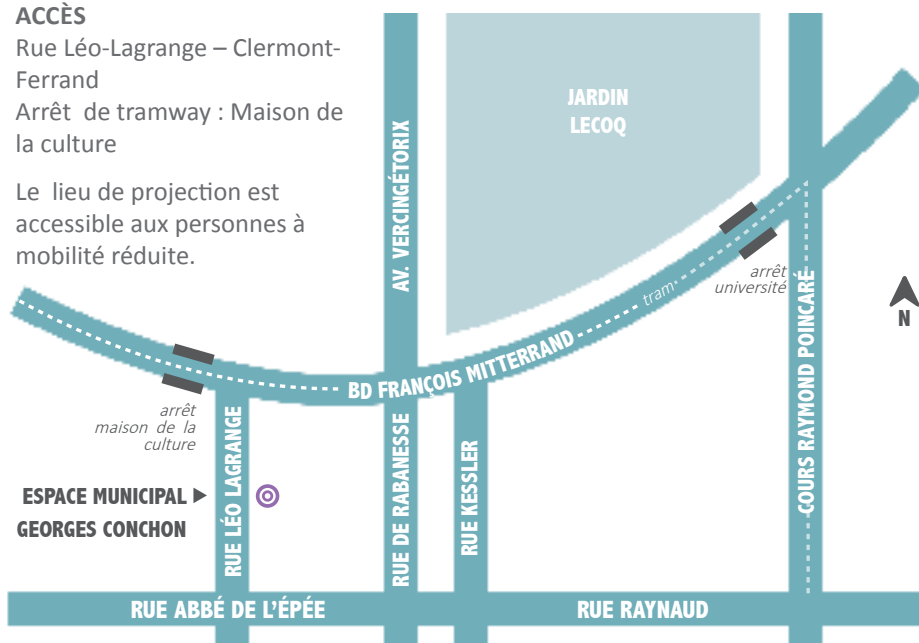 ACCÈS
Rue Léo-Lagrange – Clermont-
Ferrand
Arrêt de tramway : Maison de
la culture
Le lieu de projection est
accessible aux personnes à
mobilité réduite.
JARDIN
LECOQ
AV. VERCINGÉTORIX
arrêt
université
tram
N
COURS RAYMOND POINCARÉ
BD FRANÇOIS MITTERRAND
arrêt
maison de la
culture
RUE LÉO LAGRANGE
RUE DE RABANESSE
RUE KESSLER
ESPACE MUNICIPAL
GEORGES CONCHON
RUE ABBÉ DE L'ÉPÉE
RUE RAYNAUD